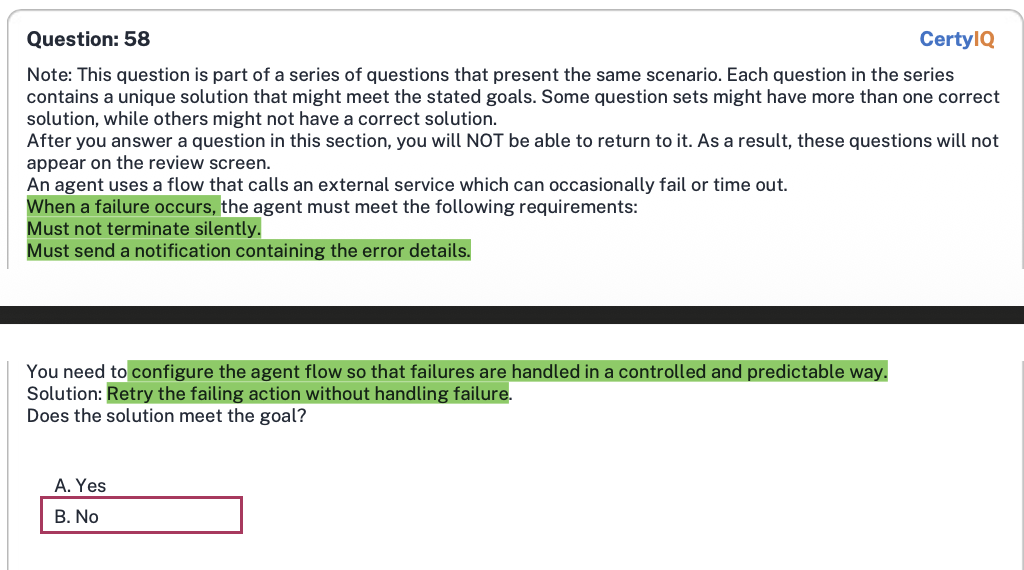 Question: 58
CertyIQ
Note: This question is part of a series of questions that present the same scenario. Each question in the series
contains a unique solution that might meet the stated goals. Some question sets might have more than one correct
solution, while others might not have a correct solution.
After you answer a question in this section, you will NOT be able to return to it. As a result, these questions will not
appear on the review screen.
An agent uses a flow that calls an external service which can occasionally fail or time out.
When a failure occurs, the agent must meet the following requirements:
Must not terminate silently.
Must send a notification containing the error details.
You need to configure the agent flow so that failures are handled in a controlled and predictable way.
Solution: Retry the failing action without handling failure.
Does the solution meet the goal?
A. Yes
B. No